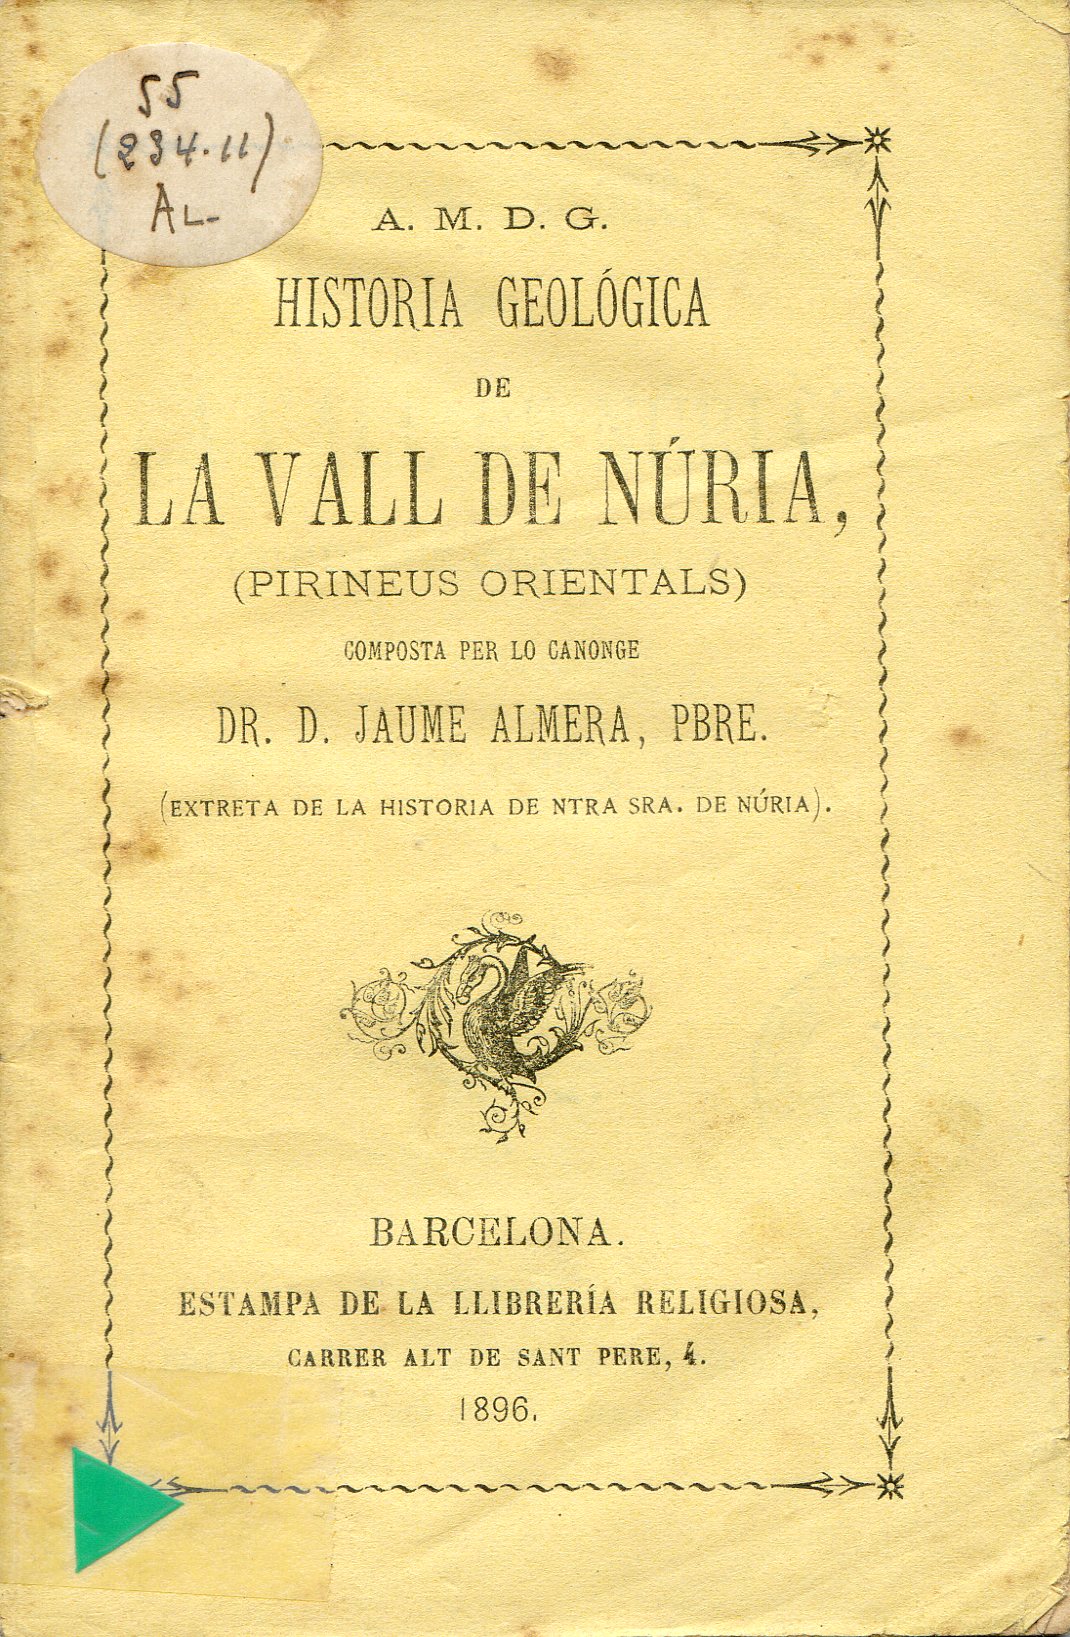 55
(234.11)
AL-
A. M. D. G.
HISTORIA GEOLÓGICA
DE
LA VALL DE NÚRIA,
(PIRINEUS ORIENTALS)
COMPOSTA PER LO CANONGE
DR. D. JAUME ALMERA, PBRE.
(EXTRETA DE LA HISTORIA DE NTRA SRA. DE NÚRIA).
BARCELONA.
ESTAMPA DE LA LLIBRERÍA RELIGIOSA,
CARRER ALT DE SANT PERE, 4.
1896.